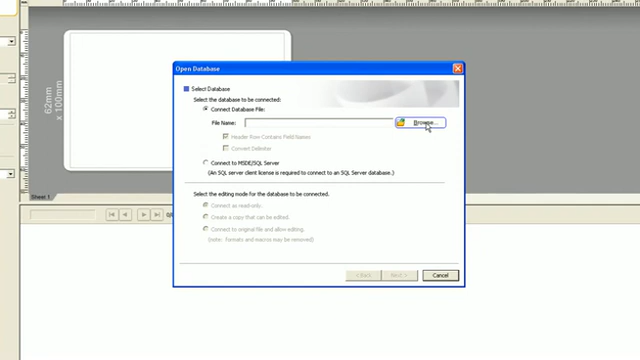 Open Database
Select Database
Select the database to be connected:
Connect Database File:
File Name:
Browse...
Header Row Contains Field Names
Convert Delimiter
Connect to MSDE/SQL Server
(An SQL server client license is required to connect to an SQL Server database.)
Select the editing mode for the database to be connected.
Connect as read-only.
Create a copy that can be edited.
Connect to original file and allow editing.
(note: formats and macros may be removed)
< Back
Next >
Cancel
62mm
x 100mm
Sheet 1